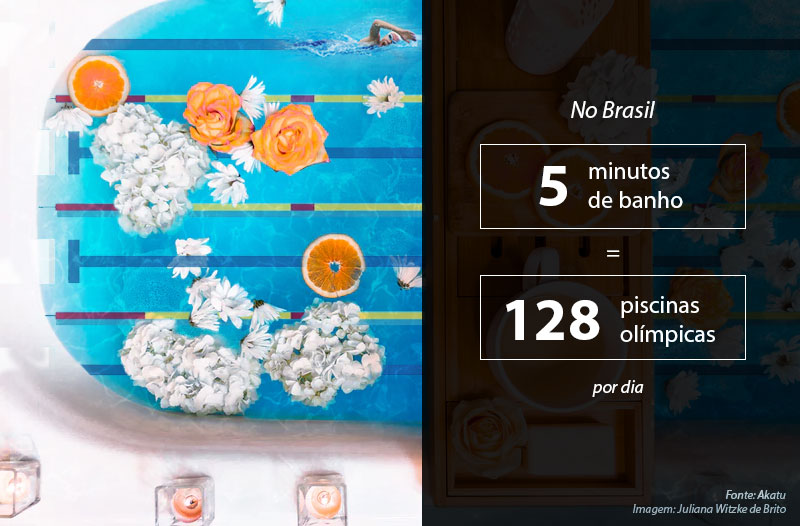 No Brasil
5 minutos
de banho
=
128 piscinas
olímpicas
por dia
Fonte: Akatu
Imagem: Juliana Witzke de Brito